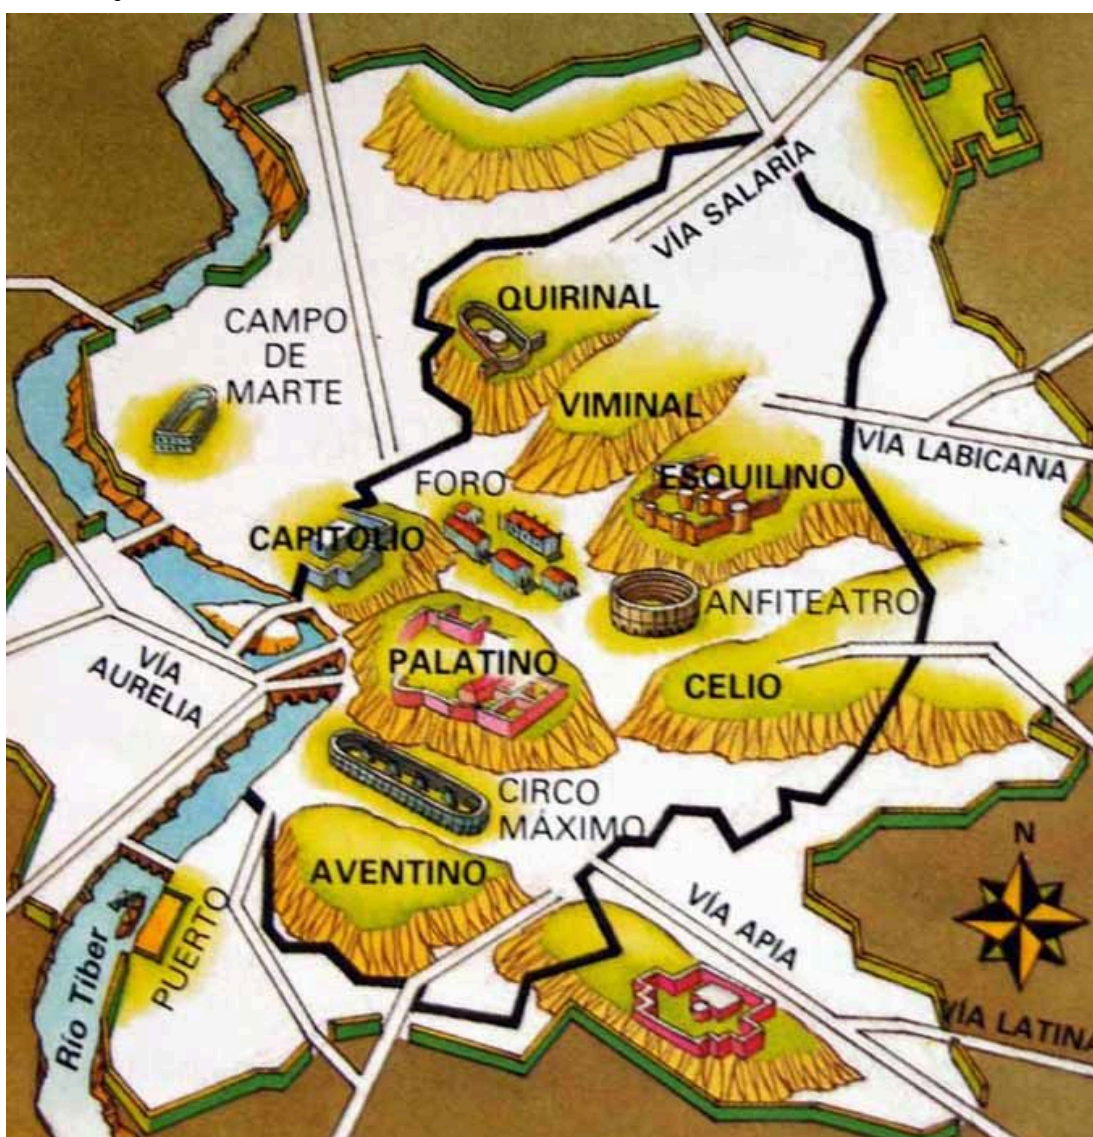 VÍA SALARÍA
QUIRINAL
CAMPO
DE
MARTE
VIMINAL
VÍA LABICANA
FORO
ESQUILINO
CAPITOLIO
ANFITEATRO
VÍA
AURELIA
PALATINO
CELIO
CIRCO
MÁXIMO
AVENTINO
N
VÍA APIA
PUERTO
Río Tíber
VÍA LATINA